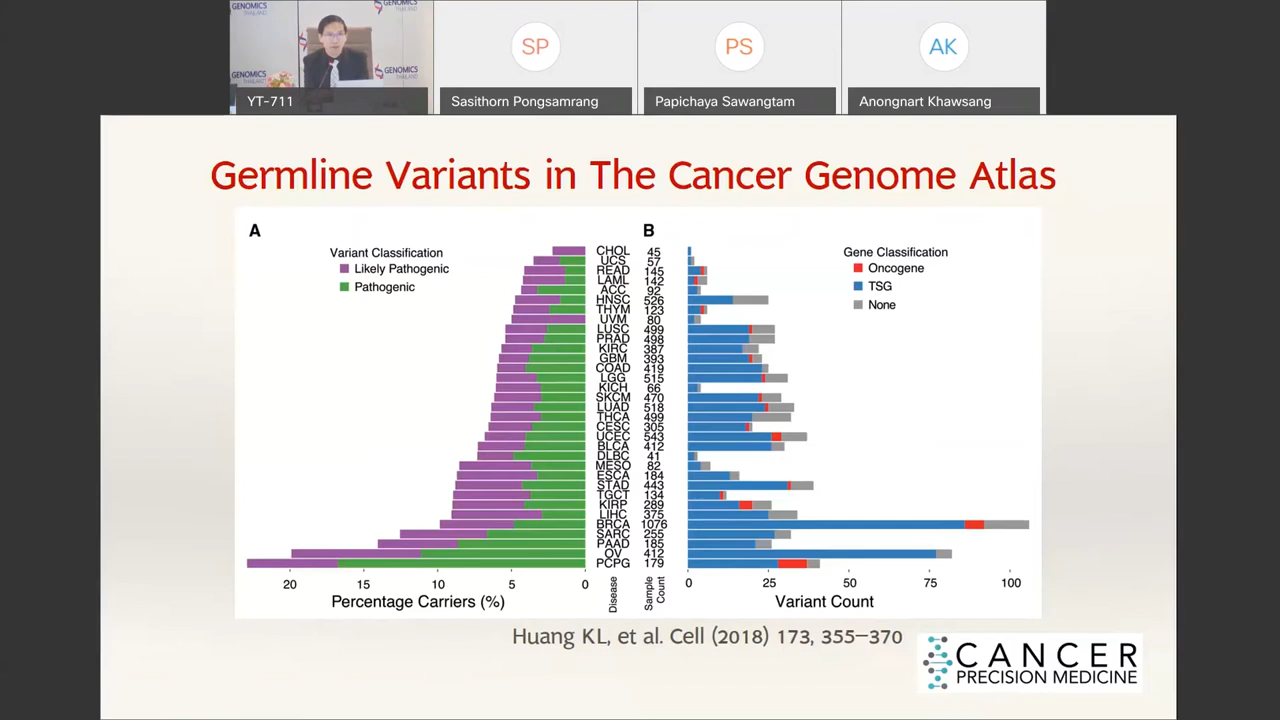 GENOMICS
THAILAND
GENOMICS
GENOMICS
THAILAND
GENOMICS
YT-711
SP
Sasithorn Pongsamrang
PS
Papichaya Sawangtam
AK
Anongnart Khawsang
Germline Variants in The Cancer Genome Atlas
A
Variant Classification
Likely Pathogenic
Pathogenic
B
Gene Classification
Oncogene
TSG
None
CHOL 45
UCS 57
READ 145
LAML 142
ACC 92
HNSC 526
THYM 123
UVM 80
LUSC 499
PRAD 498
KIRC 387
GBM 393
COAD 419
LGG 515
KICH 66
SKCM 470
LUAD 518
THCA 499
CESC 305
UCEC 543
BLCA 412
DLBC 41
MESO 82
ESCA 184
STAD 443
TGCT 134
KIRP 289
LIHC 375
BRCA 1076
SARC 255
PAAD 185
OV 412
PCPG 179
20 15 10 5 0
Percentage Carriers (%)
Disease
Sample
Count
0 25 50 75 100
Variant Count
Huang KL, et al. Cell (2018) 173, 355–370
CANCER
PRECISION MEDICINE